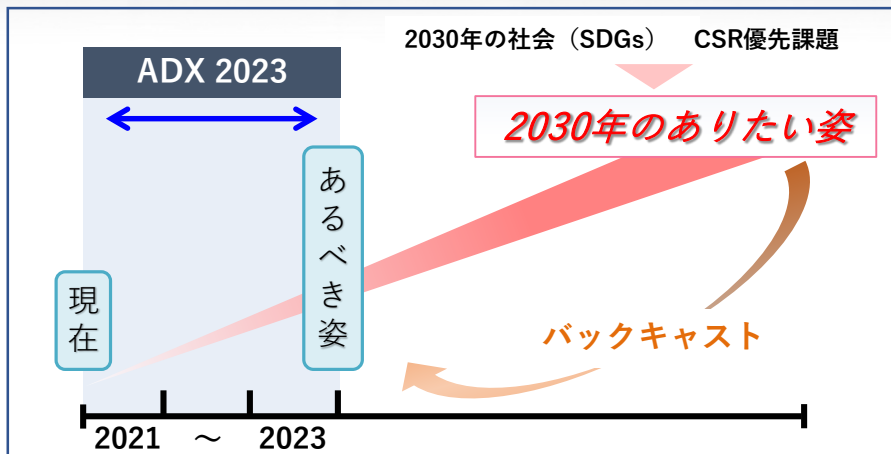 2030年の社会（SDGs） CSR優先課題
ADX 2023
2030年のありたい姿
あるべき姿
現在
バックキャスト
2021 ～ 2023